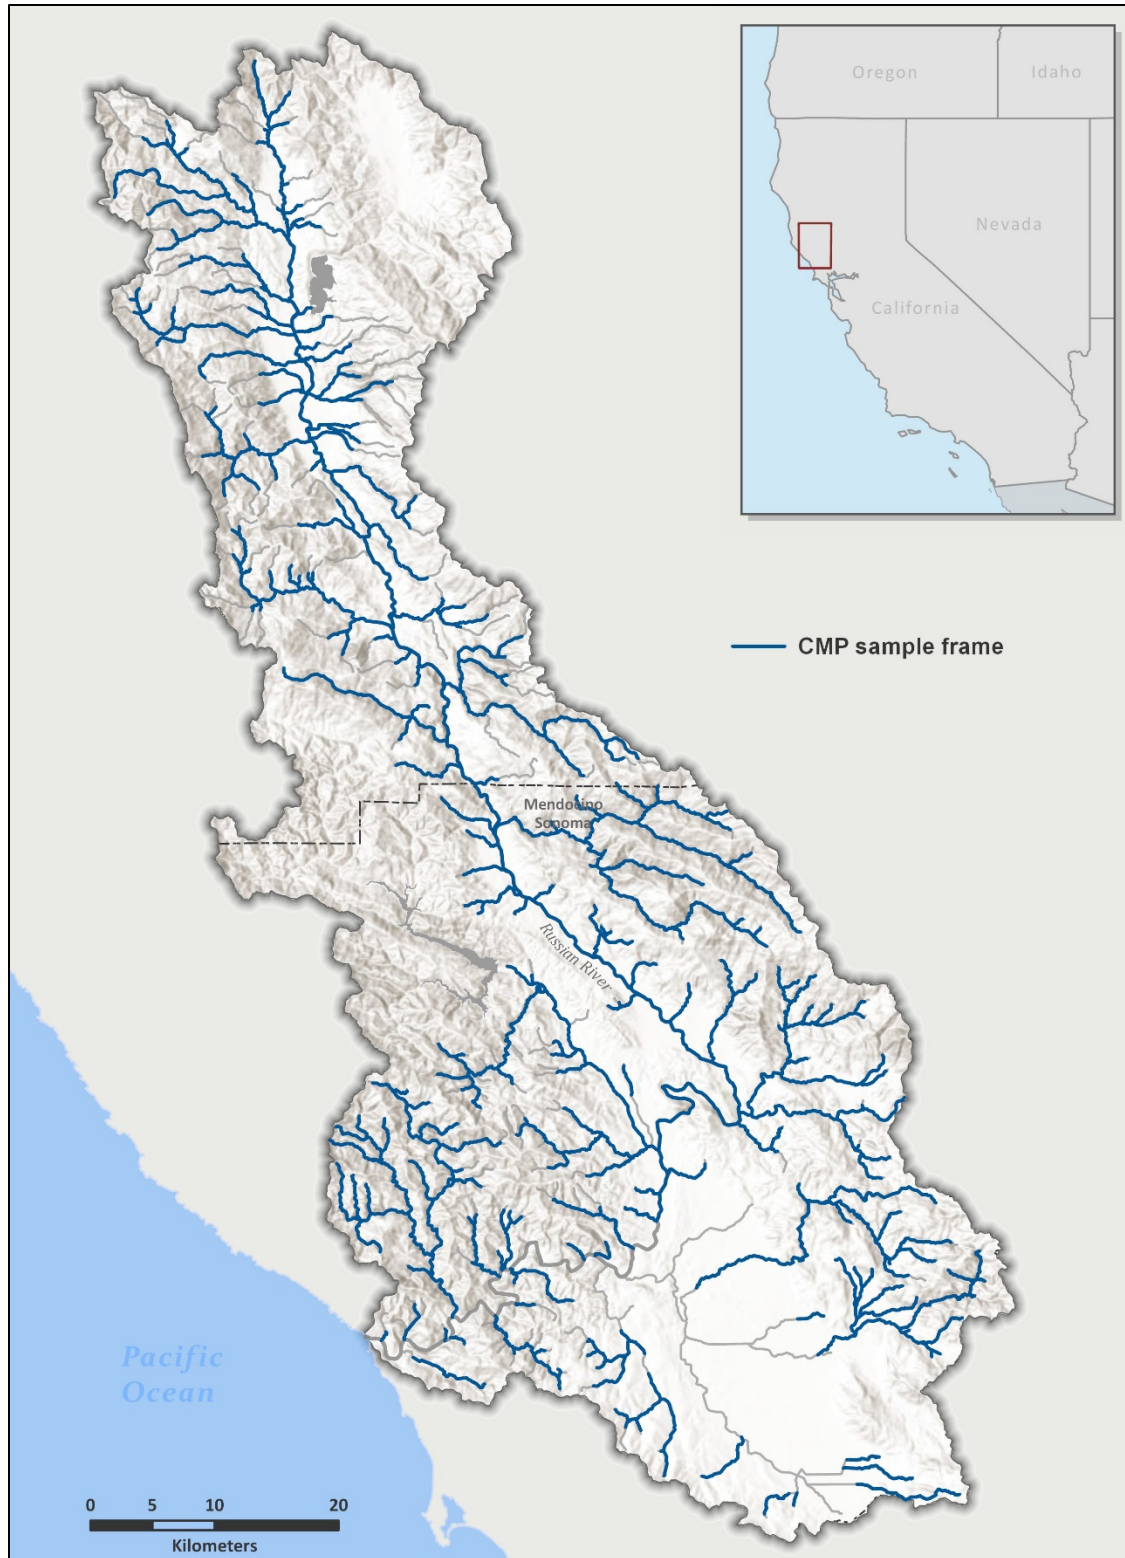 Oregon
Idaho
Nevada
California
CMP sample frame
Mendocino
Sonoma
Russian River
Pacific
Ocean
0 5 10 20
Kilometers